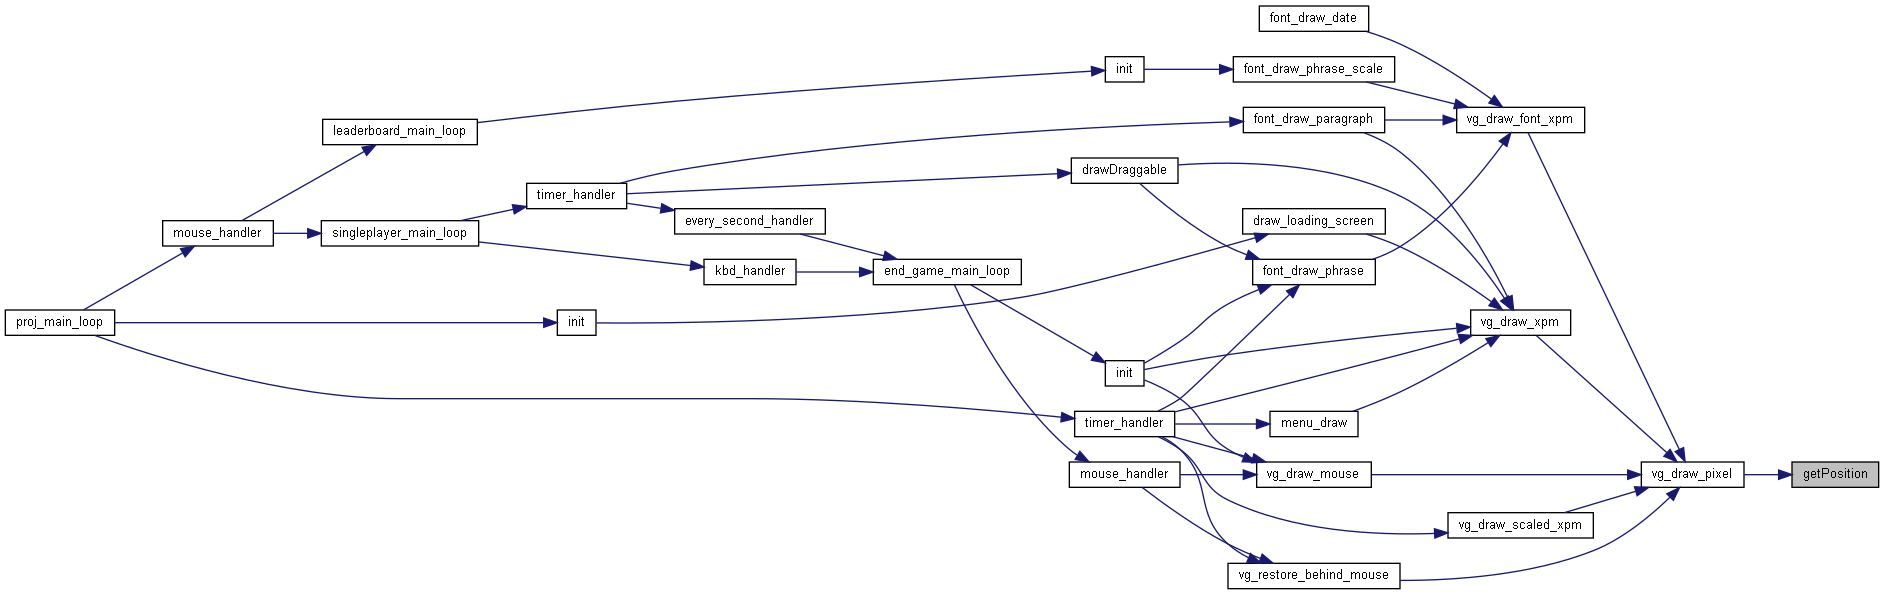 font_draw_date
init
font_draw_phrase_scale
leaderboard_main_loop
font_draw_paragraph
vg_draw_font_xpm
drawDraggable
timer_handler
every_second_handler
draw_loading_screen
mouse_handler
singleplayer_main_loop
kbd_handler
end_game_main_loop
font_draw_phrase
proj_main_loop
init
vg_draw_xpm
init
timer_handler
menu_draw
mouse_handler
vg_draw_mouse
vg_draw_pixel
getPosition
vg_draw_scaled_xpm
vg_restore_behind_mouse